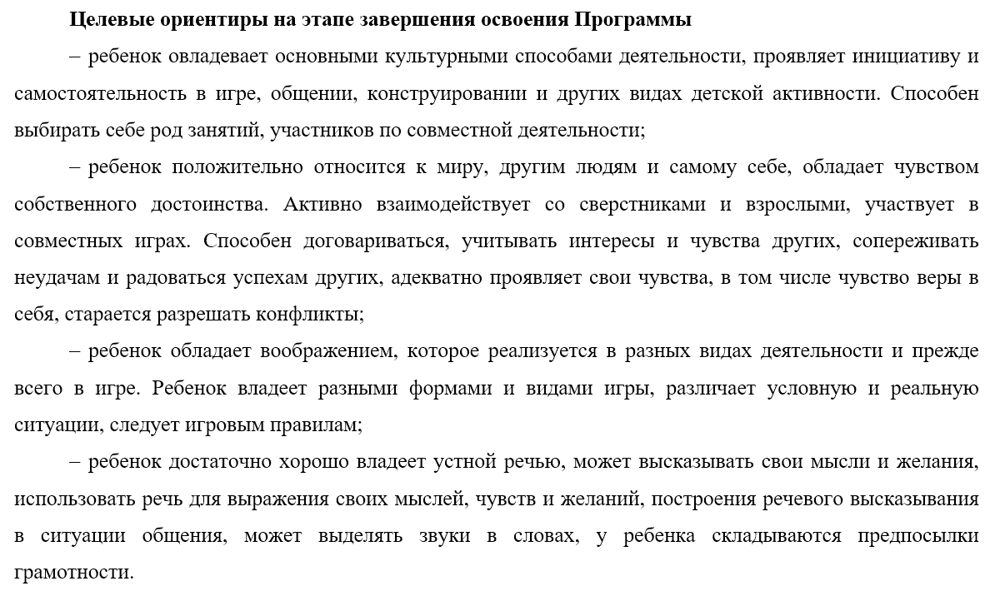 Целевые ориентиры на этапе завершения освоения Программы
– ребенок овладевает основными культурными способами деятельности, проявляет инициативу и
самостоятельность в игре, общении, конструировании и других видах детской активности. Способен
выбирать себе род занятий, участников по совместной деятельности;
– ребенок положительно относится к миру, другим людям и самому себе, обладает чувством
собственного достоинства. Активно взаимодействует со сверстниками и взрослыми, участвует в
совместных играх. Способен договариваться, учитывать интересы и чувства других, сопереживать
неудачам и радоваться успехам других, адекватно проявляет свои чувства, в том числе чувство веры в
себя, старается разрешать конфликты;
– ребенок обладает воображением, которое реализуется в разных видах деятельности и прежде
всего в игре. Ребенок владеет разными формами и видами игры, различает условную и реальную
ситуации, следует игровым правилам;
– ребенок достаточно хорошо владеет устной речью, может высказывать свои мысли и желания,
использовать речь для выражения своих мыслей, чувств и желаний, построения речевого высказывания
в ситуации общения, может выделять звуки в словах, у ребенка складываются предпосылки
грамотности.